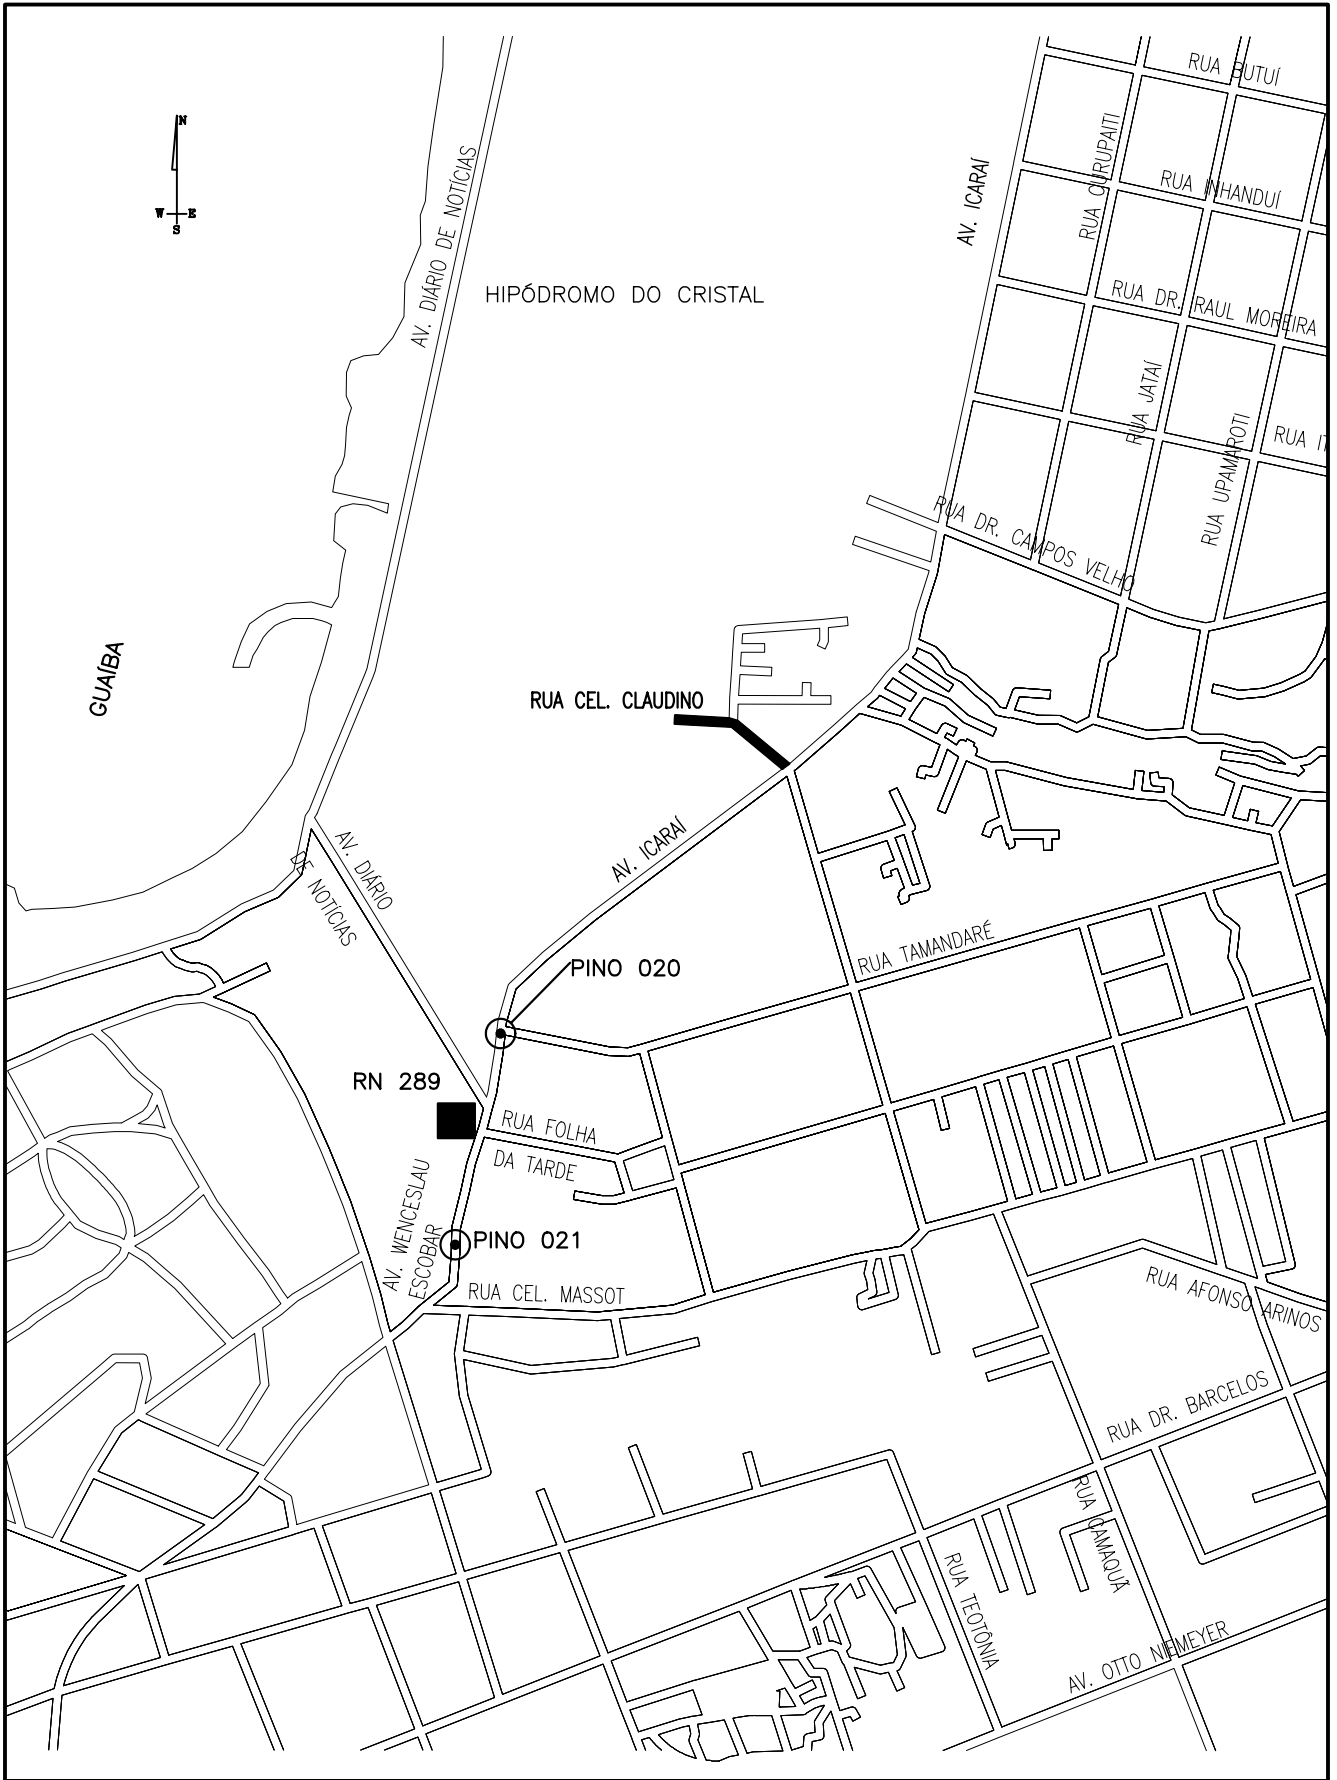 RUA BUTUÍ
N
W E
S
RUA CURUPAITI
AV. ICARAÍ
RUA INHANDUÍ
AV. DIÁRIO DE NOTÍCIAS
HIPÓDROMO DO CRISTAL
RUA DR. RAUL MOREIRA
RUA JATAÍ
RUA UPAMAROTI
RUA
RUA DR. CAMPOS VELHO
GUAÍBA
RUA CEL. CLAUDINO
AV. ICARAÍ
AV. DIÁRIO
DE NOTÍCIAS
RUA TAMANDARÉ
PINO 020
RN 289
RUA FOLHA
DA TARDE
AV. WENCESLAU
ESCOBAR
PINO 021
RUA CEL. MASSOT
RUA AFONSO ARINOS
RUA DR. BARCELOS
RUA CAMAQUÃ
RUA TEOTÔNIA
AV. OTTO NIEMEYER